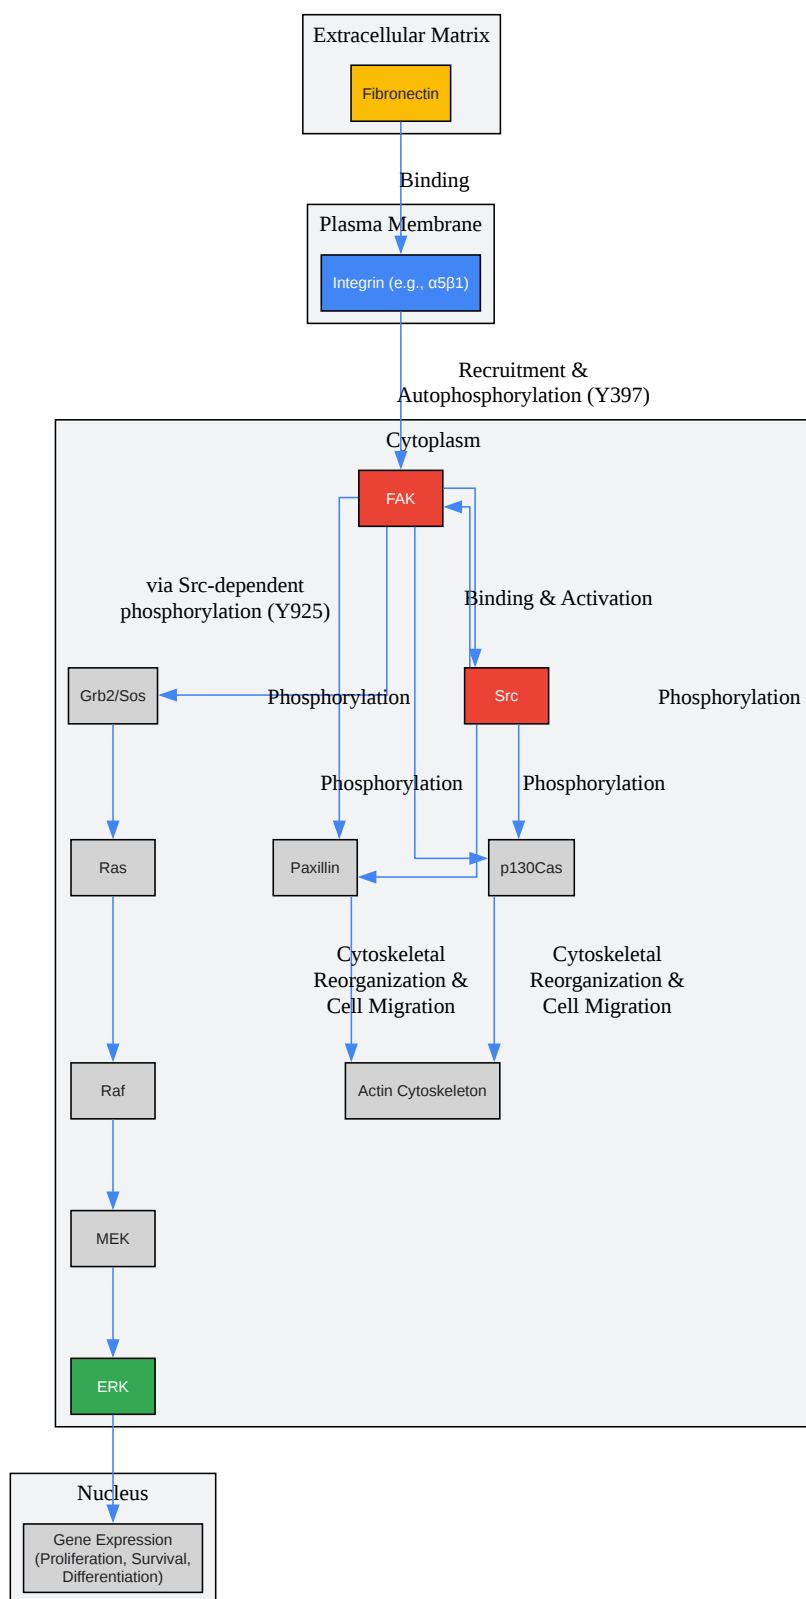 Extracellular Matrix
Fibronectin
Binding
Plasma Membrane
Integrin (e.g., α5β1)
Recruitment &
Autophosphorylation (Y397)
Cytoplasm
FAK
via Src-dependent
phosphorylation (Y925)
Binding & Activation
Grb2/Sos
Phosphorylation
Src
Phosphorylation
Phosphorylation
Phosphorylation
Ras
Paxillin
p130Cas
Cytoskeletal
Reorganization &
Cell Migration
Cytoskeletal
Reorganization &
Cell Migration
Raf
Actin Cytoskeleton
MEK
ERK
Nucleus
Gene Expression
(Proliferation, Survival,
Differentiation)